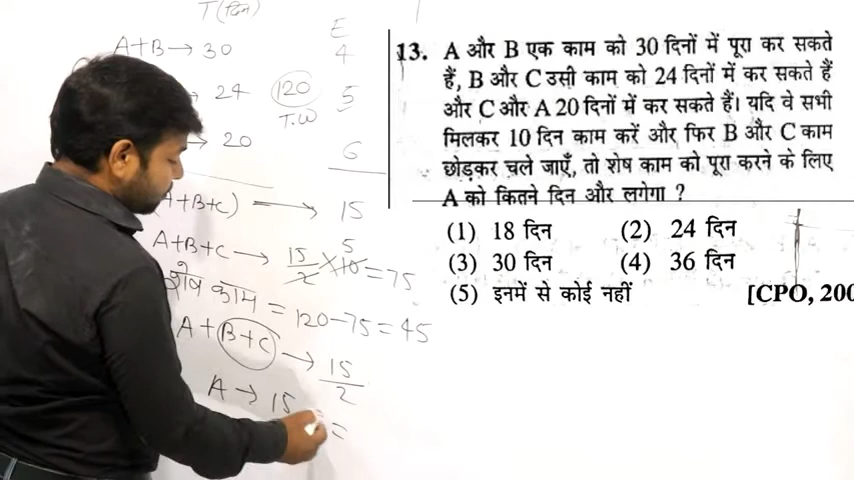 T(दिन)
E
A+B→ 30
4
24
120
5
T.W
20
6
(A+B+C) → 15
A+B+C → 15/2 × 10 5 = 75
शेष काम = 120-75=45
A+B+C → 15/2
A → 15
=
13. A और B एक काम को 30 दिनों में पूरा कर सकते
हैं, B और C उसी काम को 24 दिनों में कर सकते हैं
और C और A 20 दिनों में कर सकते हैं। यदि वे सभी
मिलकर 10 दिन काम करें और फिर B और C काम
छोड़कर चले जाएँ, तो शेष काम को पूरा करने के लिए
A को कितने दिन और लगेगा ?
(1) 18 दिन (2) 24 दिन
(3) 30 दिन (4) 36 दिन
(5) इनमें से कोई नहीं [CPO, 200